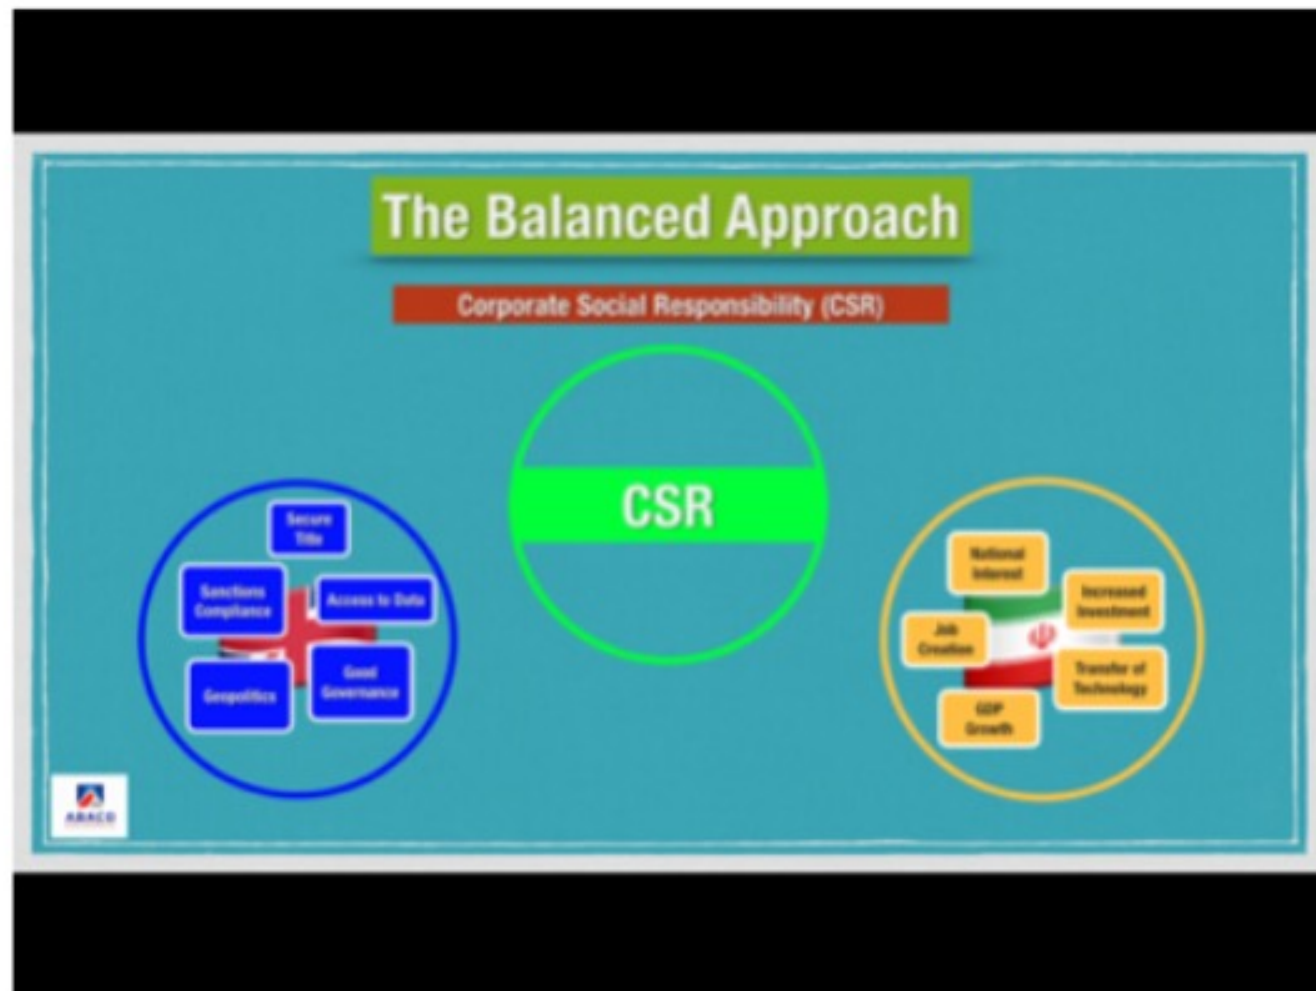 The Balanced Approach
Corporate Social Responsibility (CSR)
CSR
Secure
Title
Sanctions
Compliance
Access to Data
Geopolitics
Good
Governance
National
Interest
Increased
Investment
Job
Creation
Transfer of
Technology
GDP
Growth
ABACO